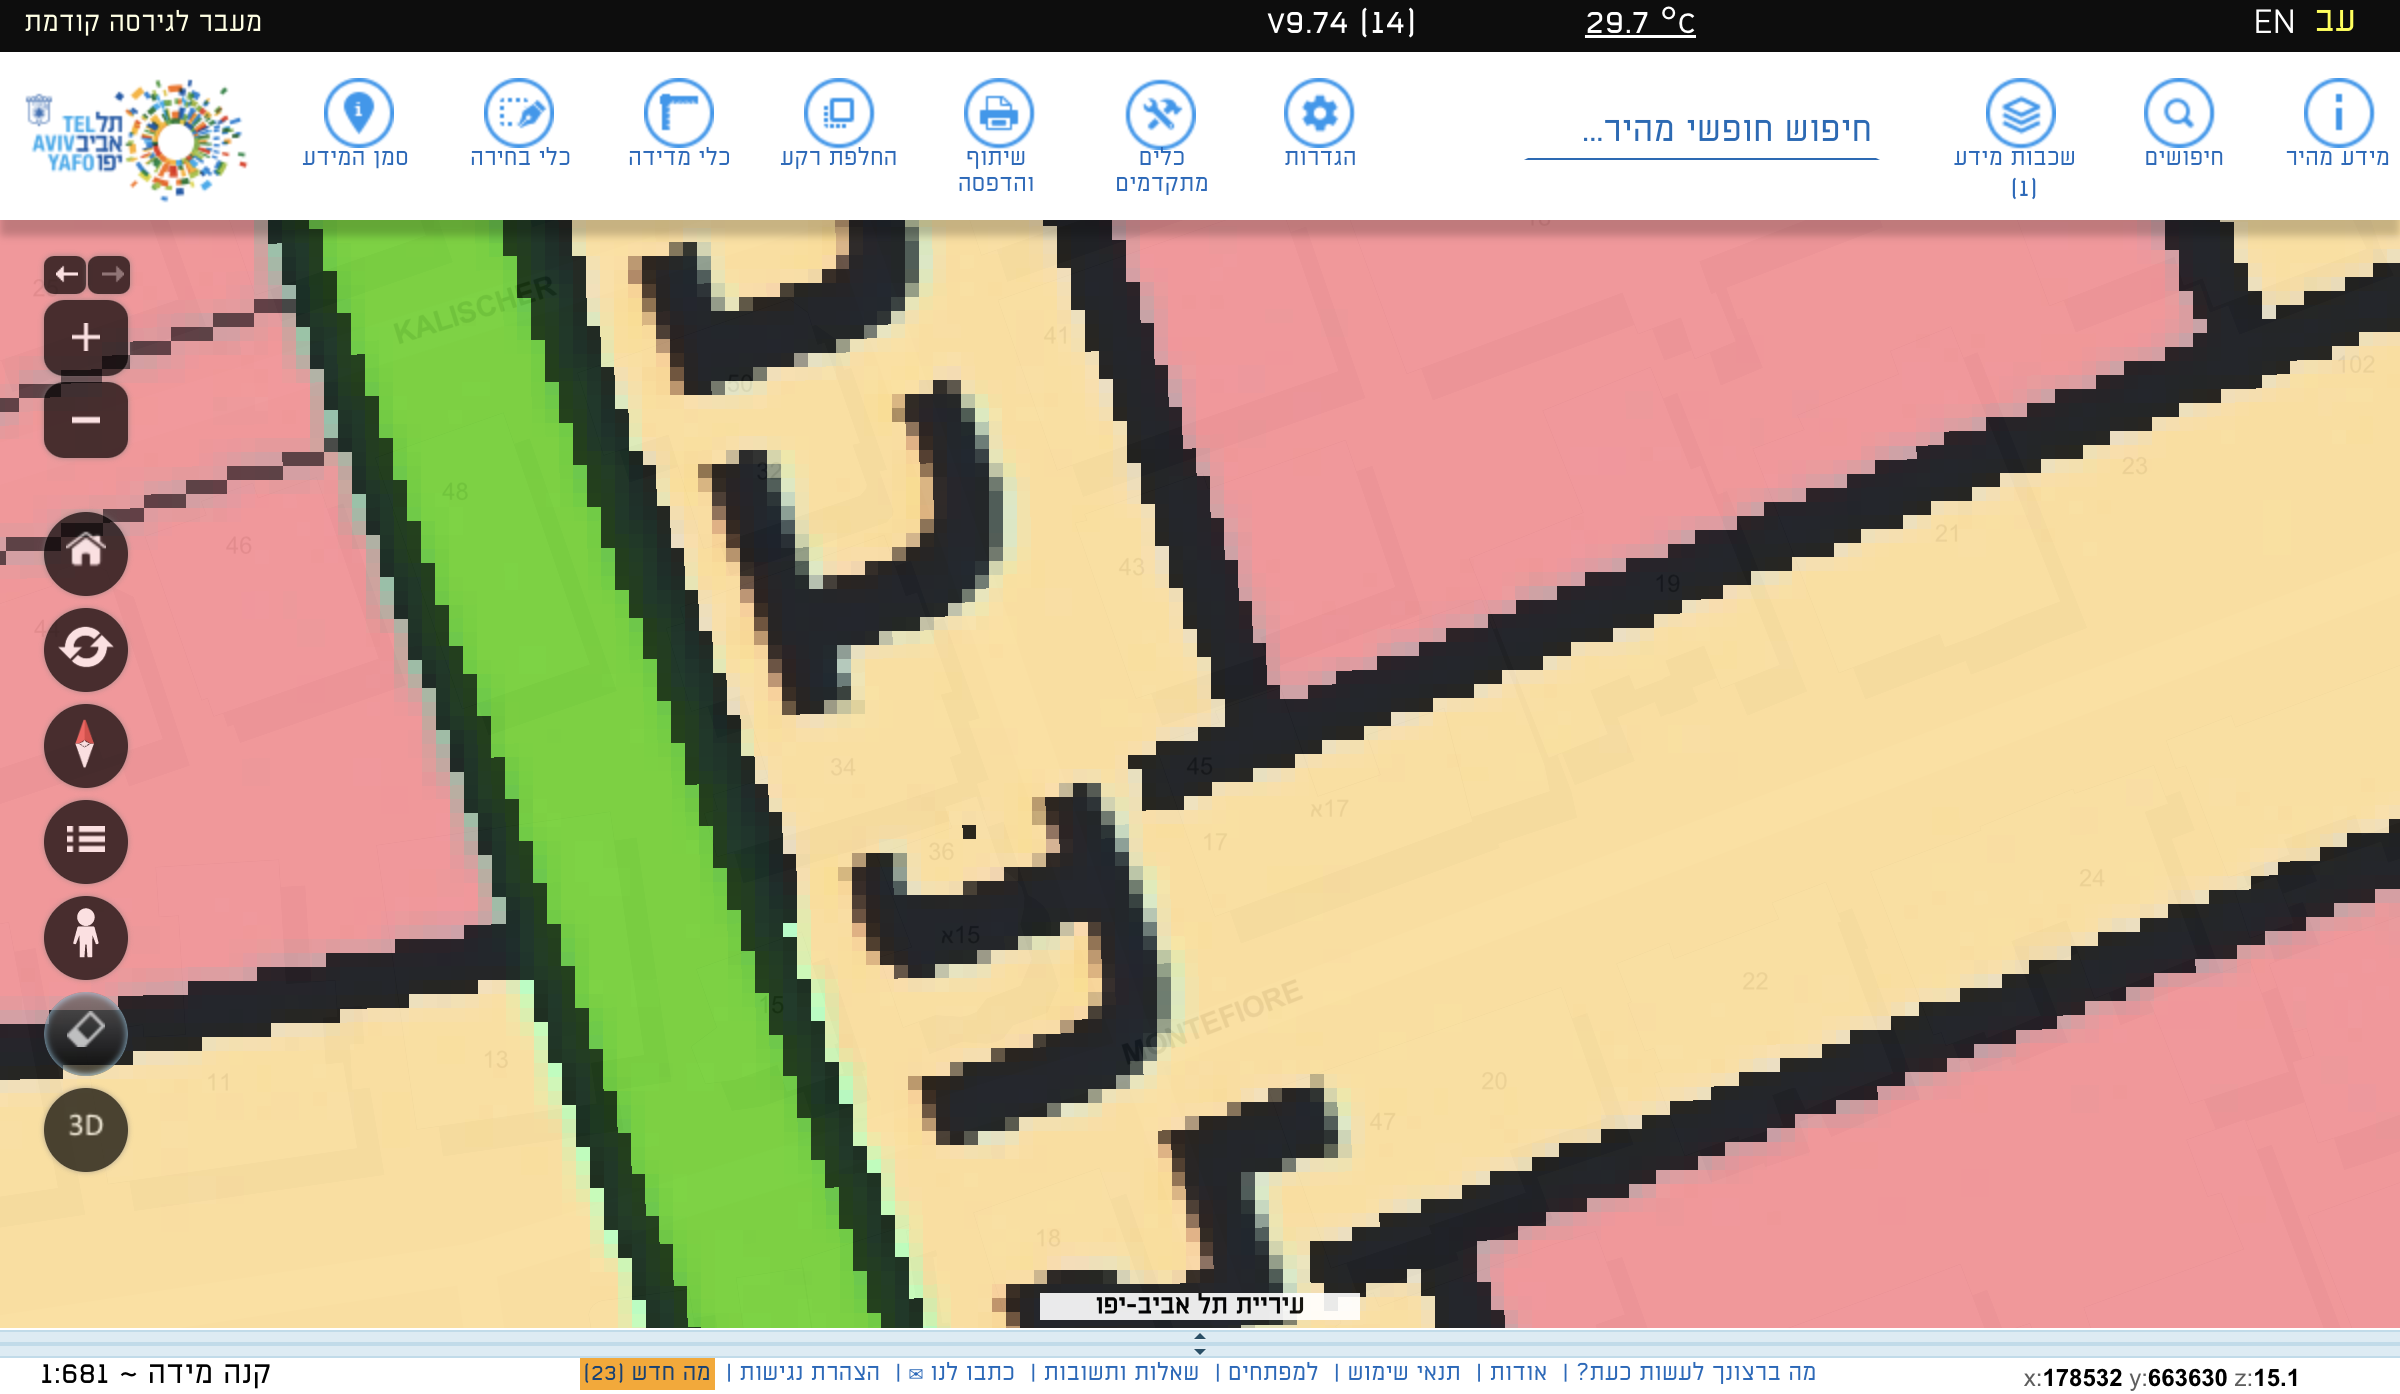 עב EN
29.7 °C
V9.74 (14)
מעבר לגירסה קודמת
מידע מהיר
חיפושים
שכבות מידע
(1)
חיפוש חופשי מהיר...
הגדרות
כלים
מתקדמים
שיתוף
והדפסה
החלפת רקע
כלי מדידה
כלי בחירה
סמן המידע
תל TEL
אביב AVIV
יפו YAFO
KALISCHER
41
50
102
32
48
23
46
21
43
19
34
45
17א
17
36
24
15א
22
15
MONTEFIORE
13
11
20
47
18
3D
עיריית תל אביב-יפו
מה ברצונך לעשות כעת? | אודות | תנאי שימוש | למפתחים | שאלות ותשובות | כתבו לנו ✉ | הצהרת נגישות | מה חדש (23)
קנה מידה ~ 1:681
x:178532 y:663630 z:15.1